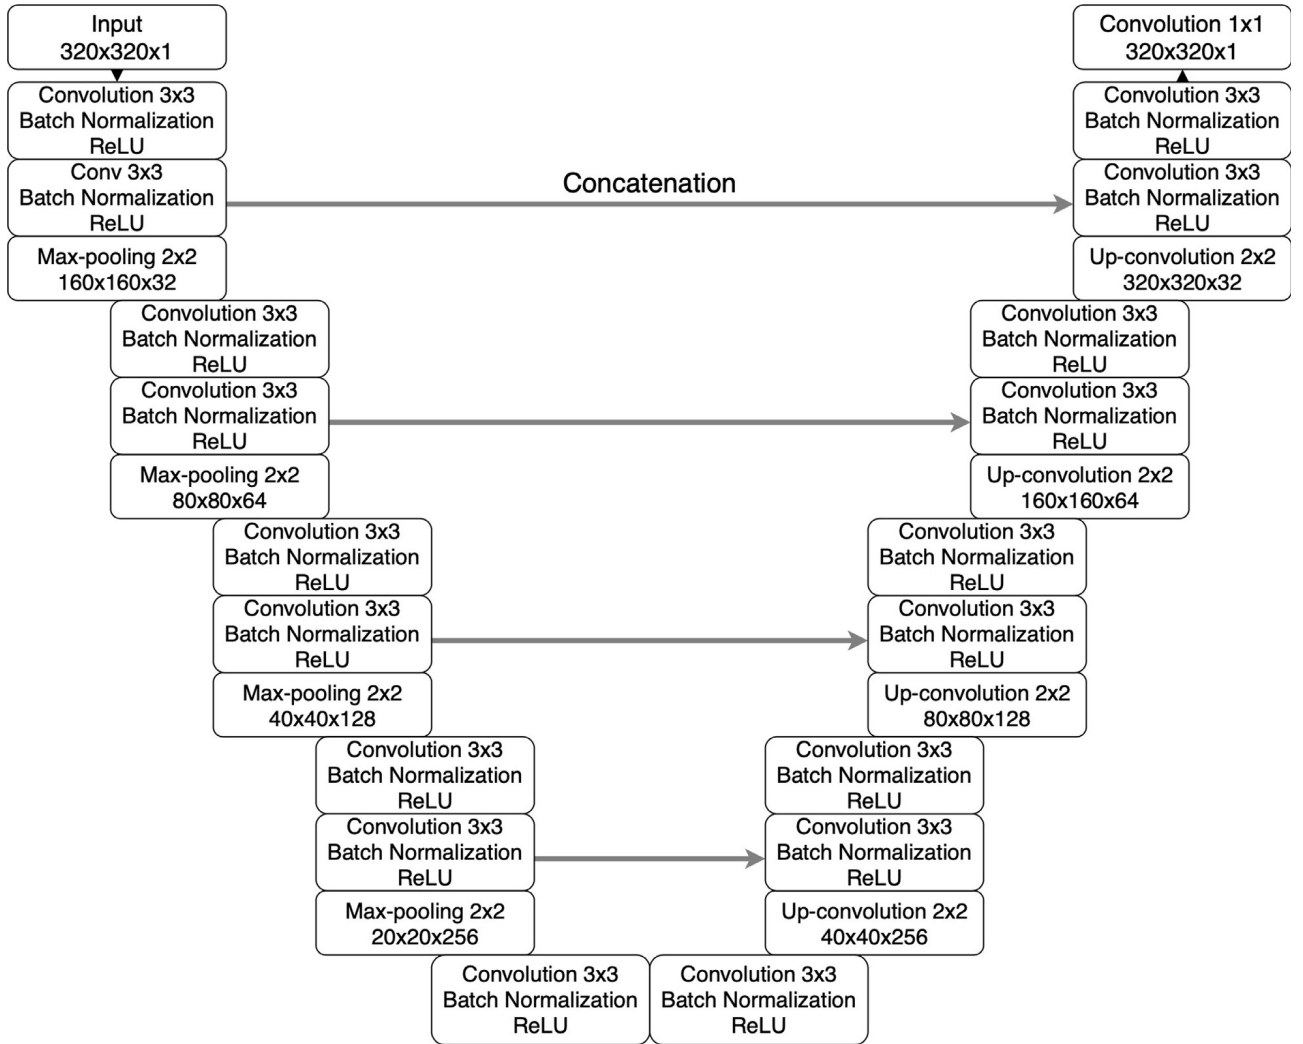 Input
320x320x1
Convolution 3x3
Batch Normalization
ReLU
Conv 3x3
Batch Normalization
ReLU
Max-pooling 2x2
160x160x32
Convolution 3x3
Batch Normalization
ReLU
Convolution 3x3
Batch Normalization
ReLU
Max-pooling 2x2
80x80x64
Convolution 3x3
Batch Normalization
ReLU
Convolution 3x3
Batch Normalization
ReLU
Max-pooling 2x2
40x40x128
Convolution 3x3
Batch Normalization
ReLU
Convolution 3x3
Batch Normalization
ReLU
Max-pooling 2x2
20x20x256
Convolution 3x3
Batch Normalization
ReLU
Convolution 3x3
Batch Normalization
ReLU
Concatenation
Convolution 1x1
320x320x1
Convolution 3x3
Batch Normalization
ReLU
Convolution 3x3
Batch Normalization
ReLU
Up-convolution 2x2
320x320x32
Convolution 3x3
Batch Normalization
ReLU
Convolution 3x3
Batch Normalization
ReLU
Up-convolution 2x2
160x160x64
Convolution 3x3
Batch Normalization
ReLU
Convolution 3x3
Batch Normalization
ReLU
Up-convolution 2x2
80x80x128
Convolution 3x3
Batch Normalization
ReLU
Convolution 3x3
Batch Normalization
ReLU
Up-convolution 2x2
40x40x256